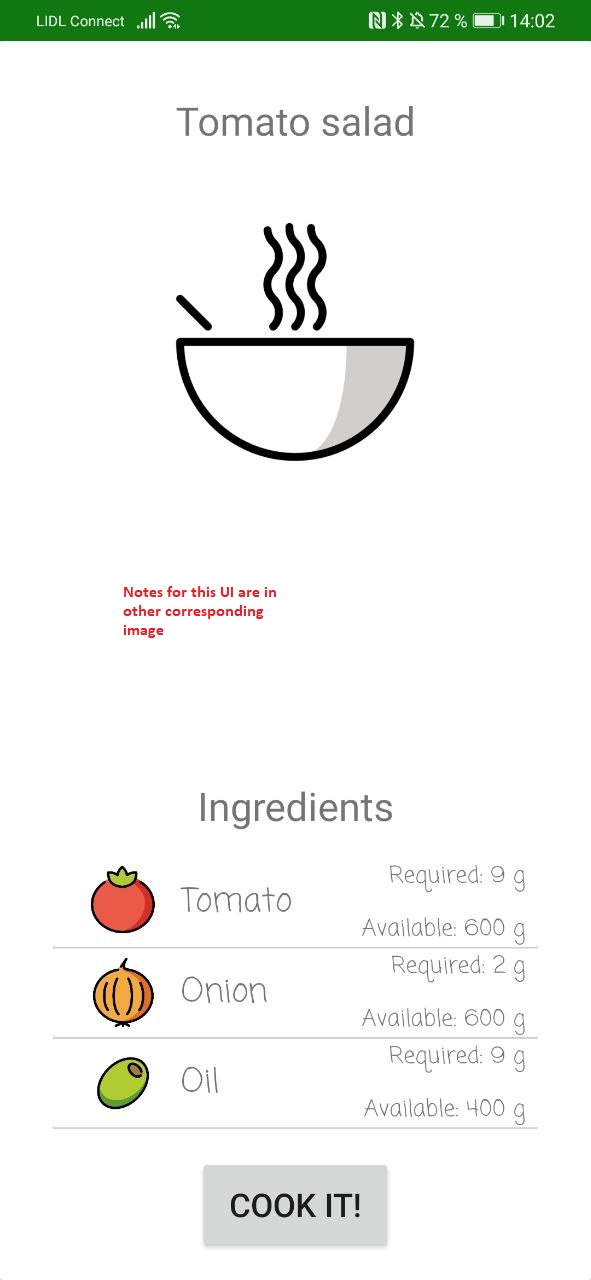 LIDL Connect 72 % 14:02
Tomato salad
Notes for this UI are in
other corresponding
image
Ingredients
Required: 9 g
Tomato
Available: 600 g
Required: 2 g
Onion
Available: 600 g
Required: 9 g
Oil
Available: 400 g
COOK IT!